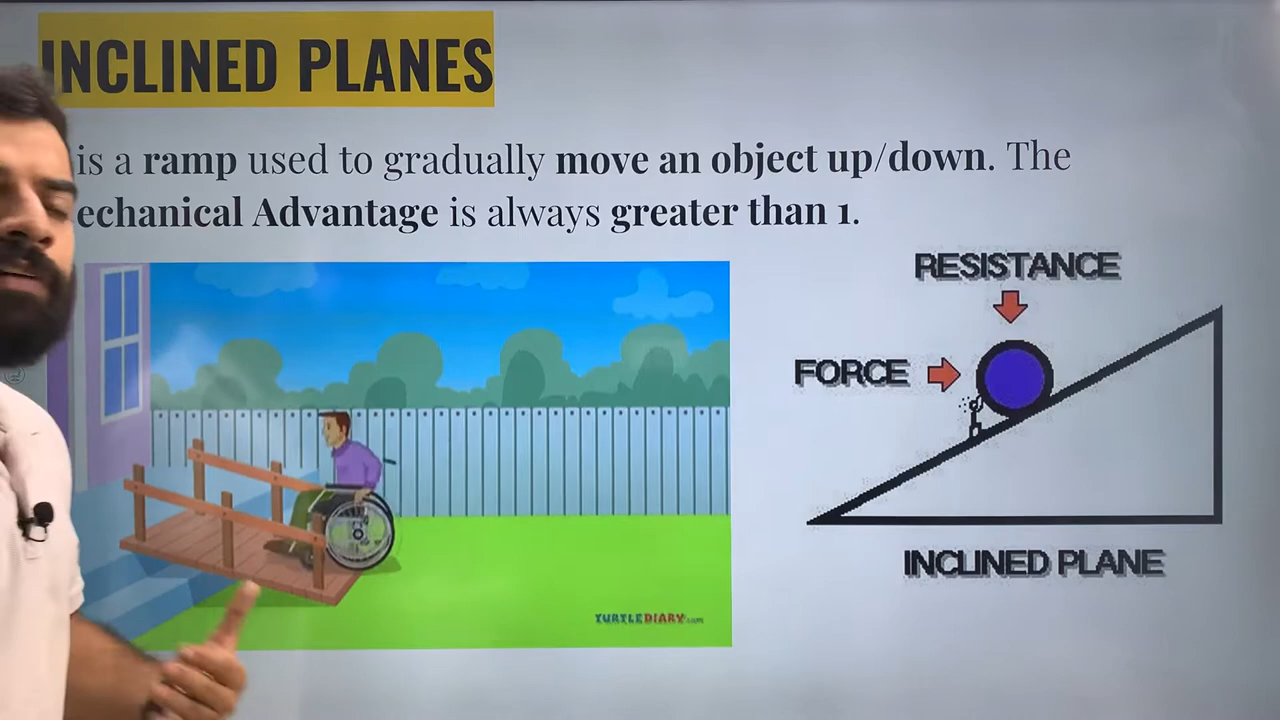 INCLINED PLANES
is a ramp used to gradually move an object up/down. The
echanical Advantage is always greater than 1.
RESISTANCE
FORCE
INCLINED PLANE
TURTLEDIARY.com